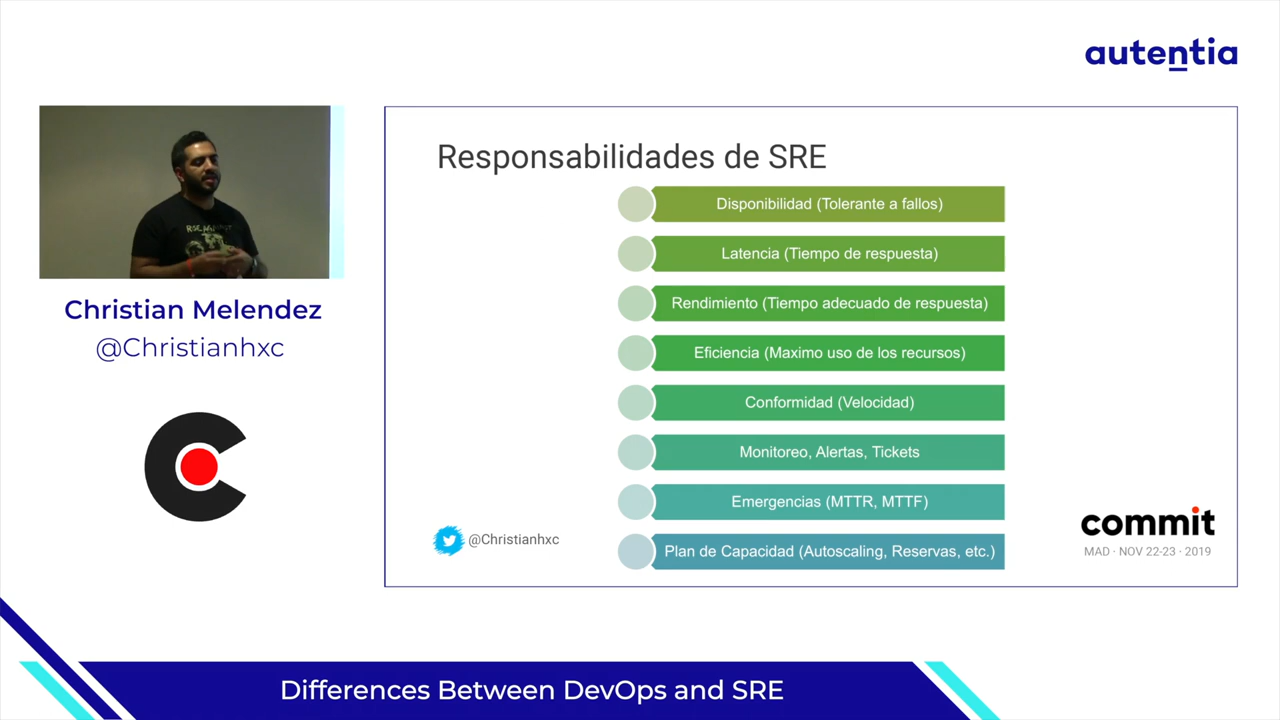 autentia
Responsabilidades de SRE
Disponibilidad (Tolerante a fallos)
Latencia (Tiempo de respuesta)
Rendimiento (Tiempo adecuado de respuesta)
Eficiencia (Maximo uso de los recursos)
Conformidad (Velocidad)
Monitoreo, Alertas, Tickets
Emergencias (MTTR, MTTF)
Plan de Capacidad (Autoscaling, Reservas, etc.)
@Christianhxc
commit
MAD · NOV 22-23 · 2019
Christian Melendez
@Christianhxc
Differences Between DevOps and SRE